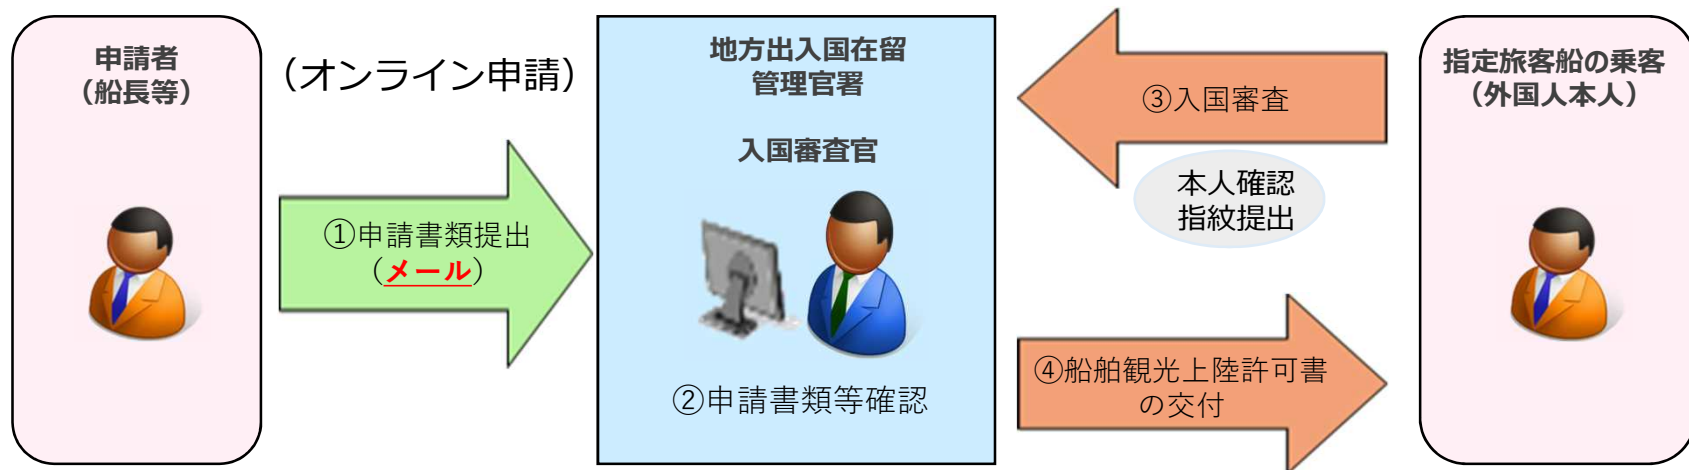 申請者
（船長等）
（オンライン申請）
①申請書類提出
（メール）
地方出入国在留
管理官署
入国審査官
②申請書類等確認
③入国審査
本人確認
指紋提出
④船舶観光上陸許可書
の交付
指定旅客船の乗客
（外国人本人）